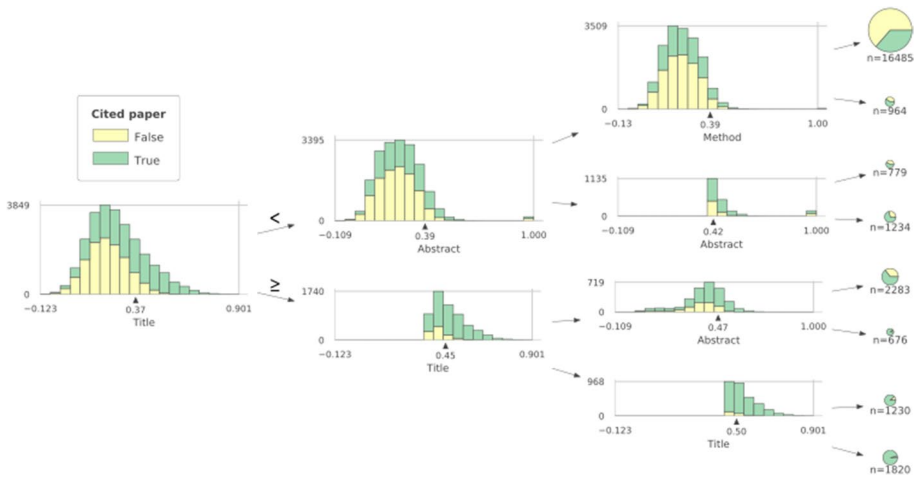 Cited paper
False
True
3849
0
−0.123
0.37
0.901
Title
<
≥
3395
0
−0.109
0.39
1.000
Abstract
1740
0
−0.123
0.45
0.901
Title
3509
0
−0.13
0.39
1.00
Method
1135
0
−0.109
0.42
1.000
Abstract
719
0
−0.109
0.47
1.000
Abstract
968
0
−0.123
0.50
0.901
Title
n=16485
n=964
n=779
n=1234
n=2283
n=676
n=1230
n=1820